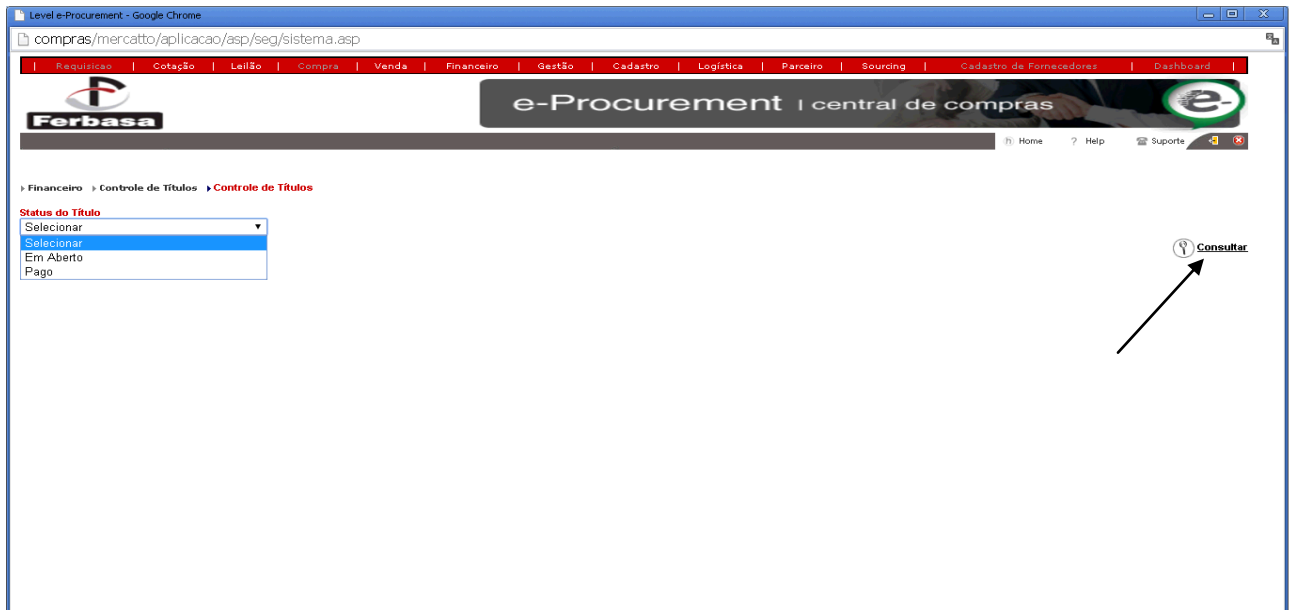 Level e-Procurement - Google Chrome
compras/mercatto/aplicacao/asp/seg/sistema.asp
| Requisicao | Cotação | Leilão | Compra | Venda | Financeiro | Gestão | Cadastro | Logística | Parceiro | Sourcing | Cadastro de Fornecedores | Dashboard |
Ferbasa
e-Procurement | central de compras
e-
h Home ? Help Suporte
Financeiro Controle de Títulos Controle de Títulos
Status do Título
Selecionar
Selecionar
Em Aberto
Pago
Consultar